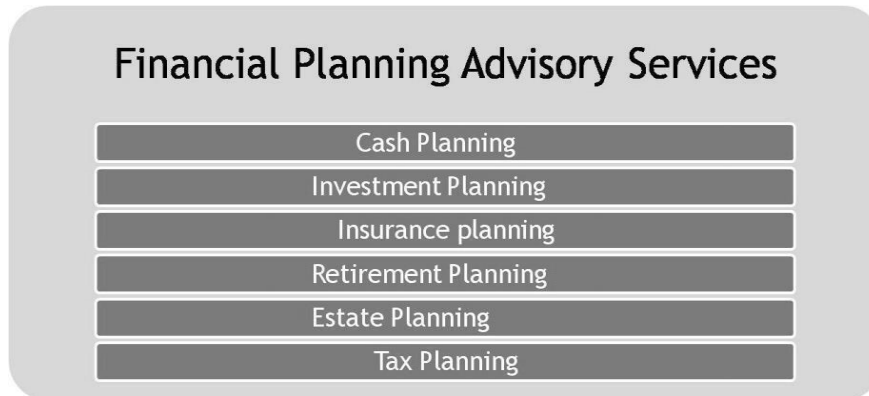 Financial Planning Advisory Services
Cash Planning
Investment Planning
Insurance planning
Retirement Planning
Estate Planning
Tax Planning